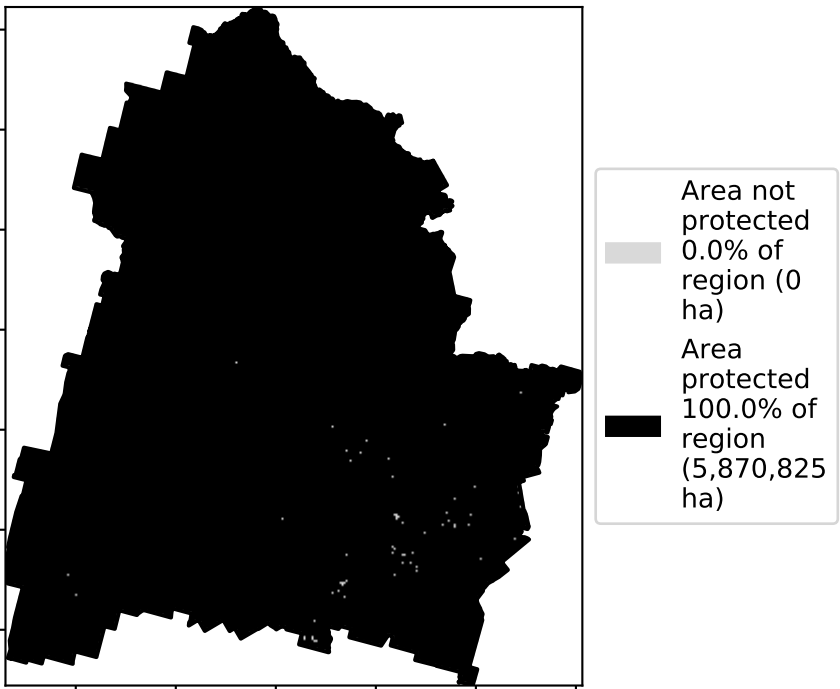 Area not
protected
0.0% of
region (0
ha)
Area
protected
100.0% of
region
(5,870,825
ha)